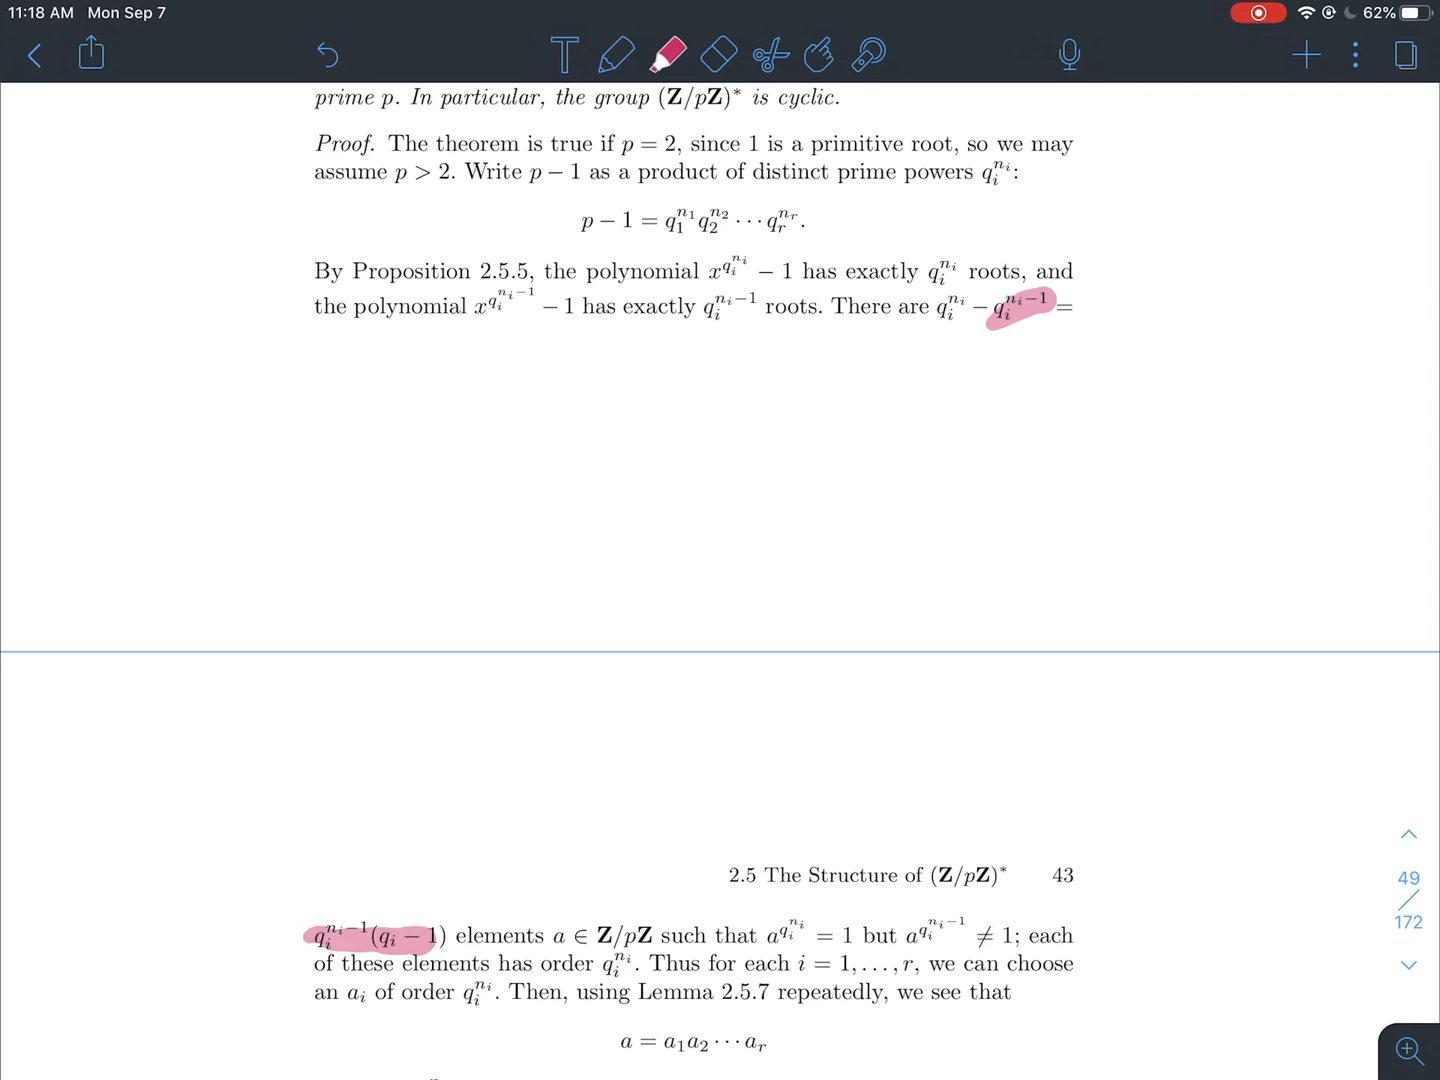 11:18 AM Mon Sep 7
62%
prime p. In particular, the group (Z/pZ)* is cyclic.
Proof. The theorem is true if p = 2, since 1 is a primitive root, so we may
assume p > 2. Write p − 1 as a product of distinct prime powers q_i^{n_i}:
p − 1 = q_1^{n_1} q_2^{n_2} ⋯ q_r^{n_r}.
By Proposition 2.5.5, the polynomial x^{q_i^{n_i}} − 1 has exactly q_i^{n_i} roots, and
the polynomial x^{q_i^{n_i−1}} − 1 has exactly q_i^{n_i−1} roots. There are q_i^{n_i} − q_i^{n_i−1} =
2.5 The Structure of (Z/pZ)* 43
49
172
q_i^{n_i−1}(q_i − 1) elements a ∈ Z/pZ such that a^{q_i^{n_i}} = 1 but a^{q_i^{n_i−1}} ≠ 1; each
of these elements has order q_i^{n_i}. Thus for each i = 1, . . . , r, we can choose
an a_i of order q_i^{n_i}. Then, using Lemma 2.5.7 repeatedly, we see that
a = a_1 a_2 ⋯ a_r